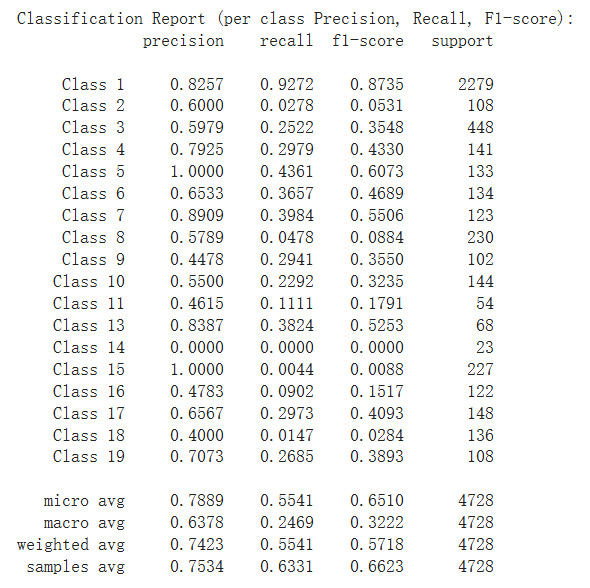 Classification Report (per class Precision, Recall, F1-score):
precision recall f1-score support
Class 1 0.8257 0.9272 0.8735 2279
Class 2 0.6000 0.0278 0.0531 108
Class 3 0.5979 0.2522 0.3548 448
Class 4 0.7925 0.2979 0.4330 141
Class 5 1.0000 0.4361 0.6073 133
Class 6 0.6533 0.3657 0.4689 134
Class 7 0.8909 0.3984 0.5506 123
Class 8 0.5789 0.0478 0.0884 230
Class 9 0.4478 0.2941 0.3550 102
Class 10 0.5500 0.2292 0.3235 144
Class 11 0.4615 0.1111 0.1791 54
Class 13 0.8387 0.3824 0.5253 68
Class 14 0.0000 0.0000 0.0000 23
Class 15 1.0000 0.0044 0.0088 227
Class 16 0.4783 0.0902 0.1517 122
Class 17 0.6567 0.2973 0.4093 148
Class 18 0.4000 0.0147 0.0284 136
Class 19 0.7073 0.2685 0.3893 108
micro avg 0.7889 0.5541 0.6510 4728
macro avg 0.6378 0.2469 0.3222 4728
weighted avg 0.7423 0.5541 0.5718 4728
samples avg 0.7534 0.6331 0.6623 4728